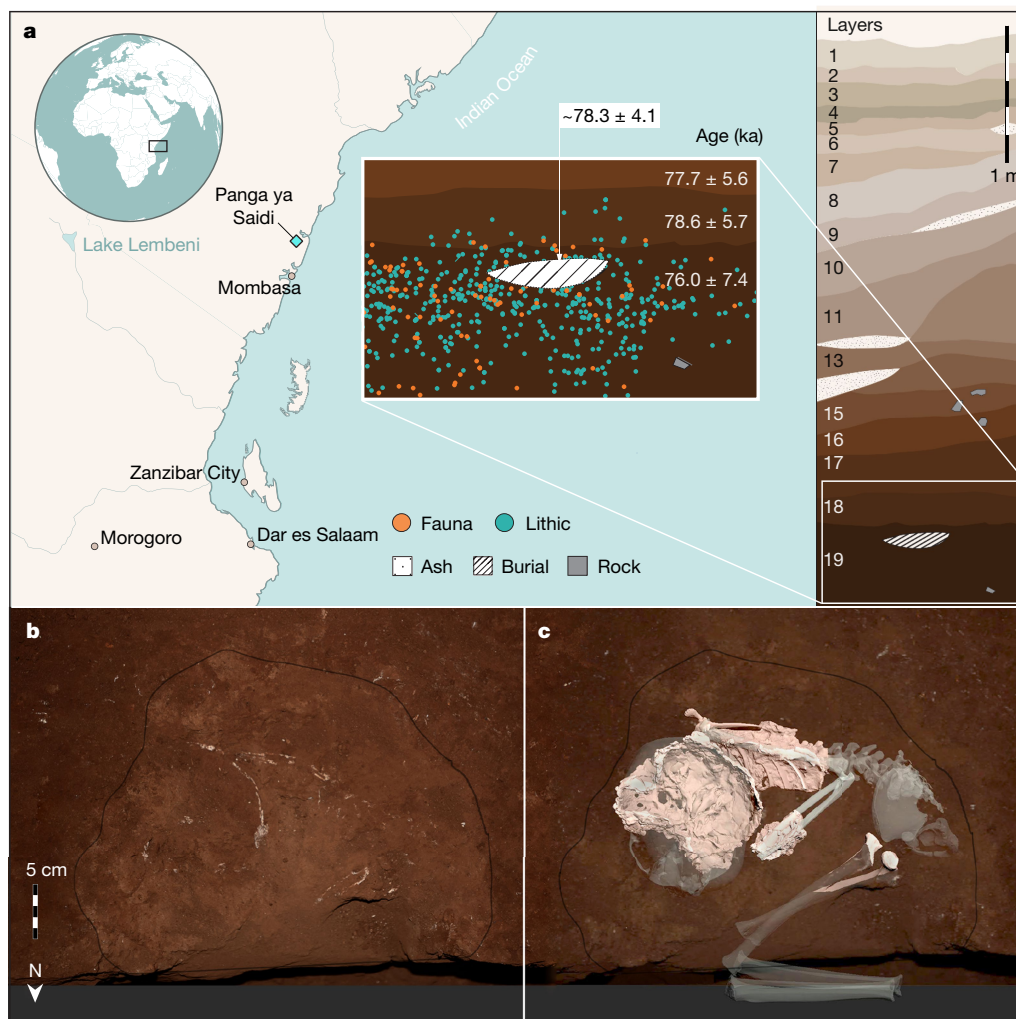 a
Indian Ocean
~78.3 ± 4.1
Age (ka)
77.7 ± 5.6
78.6 ± 5.7
76.0 ± 7.4
Panga ya
Saidi
Lake Lembeni
Mombasa
Zanzibar City
Morogoro
Dar es Salaam
Fauna
Lithic
Ash
Burial
Rock
Layers
1
2
3
4
5
6
7
8
9
10
11
13
15
16
17
18
19
1 m
b
5 cm
N
c